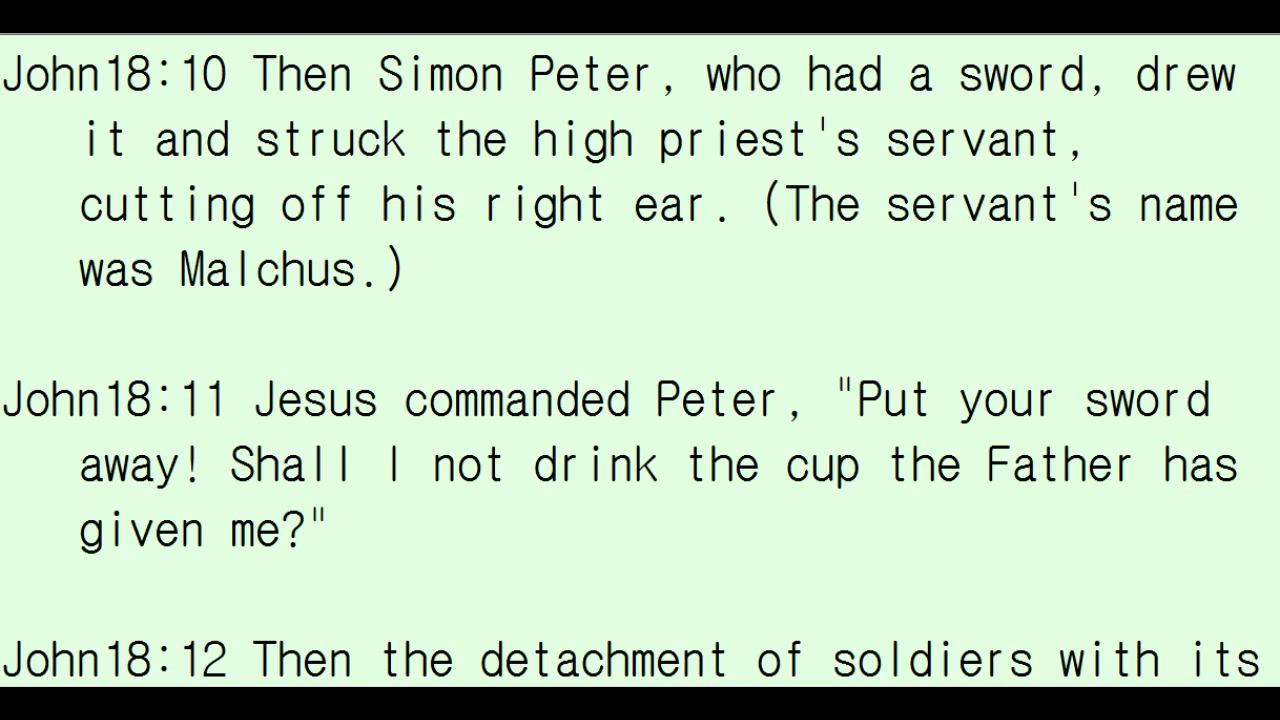 John18:10 Then Simon Peter, who had a sword, drew
it and struck the high priest's servant,
cutting off his right ear. (The servant's name
was Malchus.)
John18:11 Jesus commanded Peter, "Put your sword
away! Shall I not drink the cup the Father has
given me?"
John18:12 Then the detachment of soldiers with its